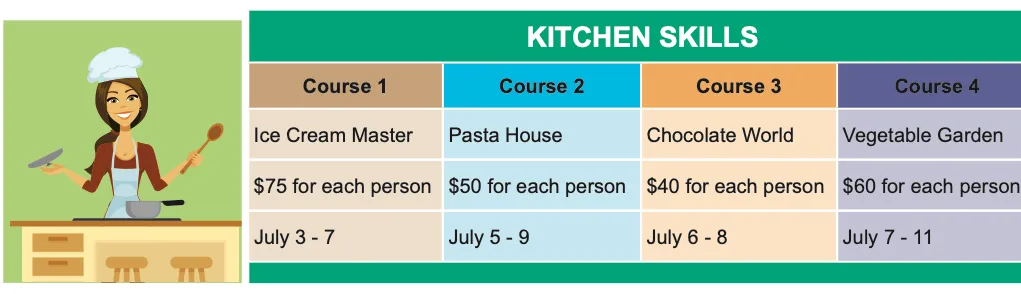 KITCHEN SKILLS
Course 1 Course 2 Course 3 Course 4
Ice Cream Master Pasta House Chocolate World Vegetable Garden
$75 for each person $50 for each person $40 for each person $60 for each person
July 3 - 7 July 5 - 9 July 6 - 8 July 7 - 11